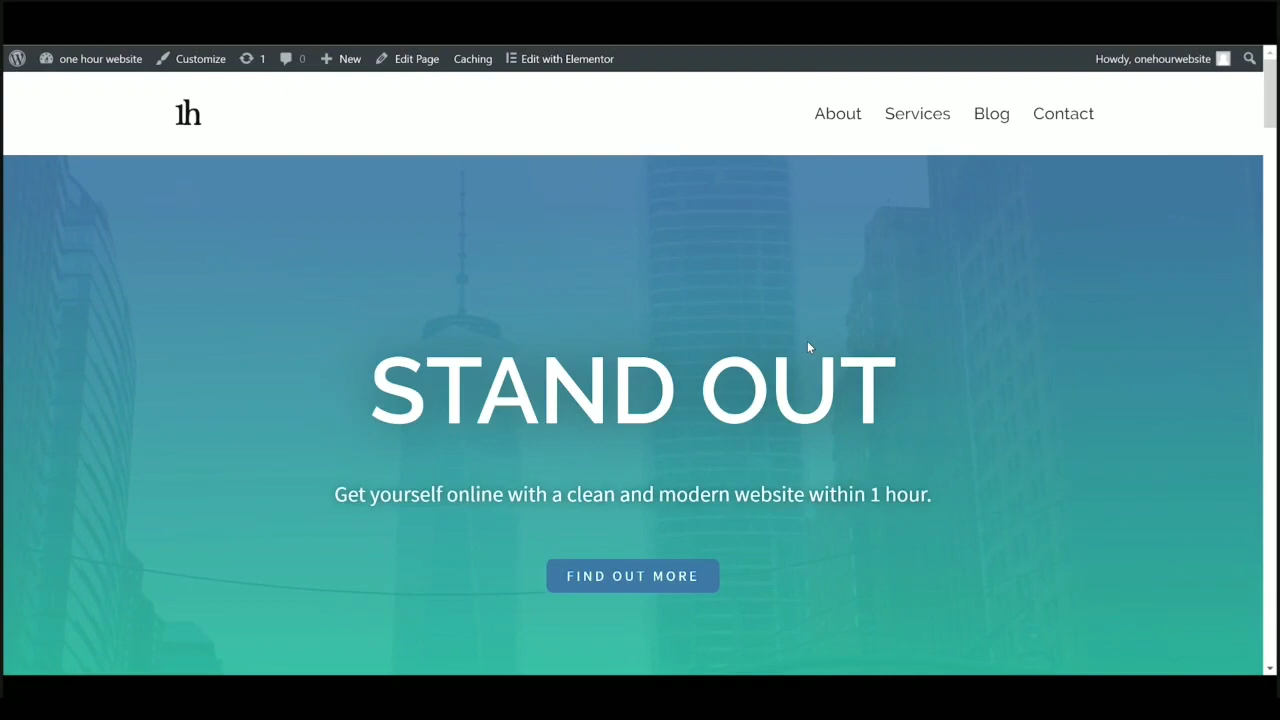 one hour website Customize 1 0 New Edit Page Caching Edit with Elementor Howdy, onehourwebsite
1h About Services Blog Contact
STAND OUT
Get yourself online with a clean and modern website within 1 hour.
FIND OUT MORE